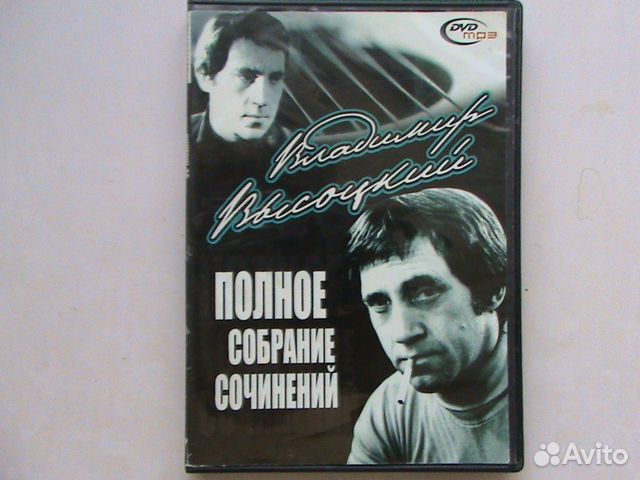 DVD
mp3
Владимир
Высоцкий
ПОЛНОЕ
СОБРАНИЕ
СОЧИНЕНИЙ
Avito